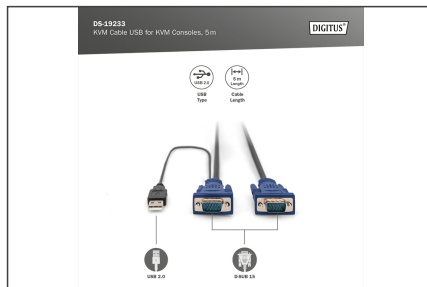 DS-19233
KVM Cable USB for KVM Consoles, 5 m
DIGITUS®
USB 2.0
5 m
Length
USB
Type
Cable
Length
USB 2.0
D-SUB 15